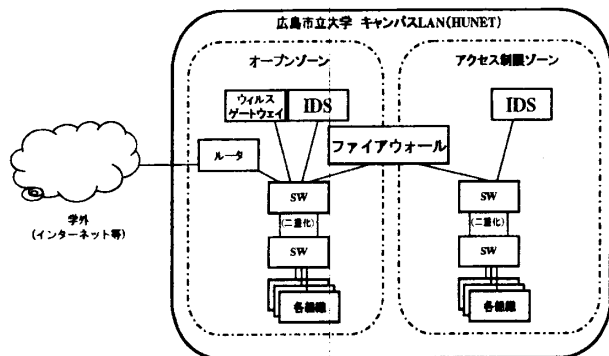 広島市立大学 キャンパスLAN(HUNET)
オープンゾーン
アクセス制限ゾーン
ウィルス
ゲートウェイ
IDS
IDS
ファイアウォール
ルータ
SW
SW
(二重化)
(二重化)
SW
SW
各組織
各組織
学外
(インターネット等)